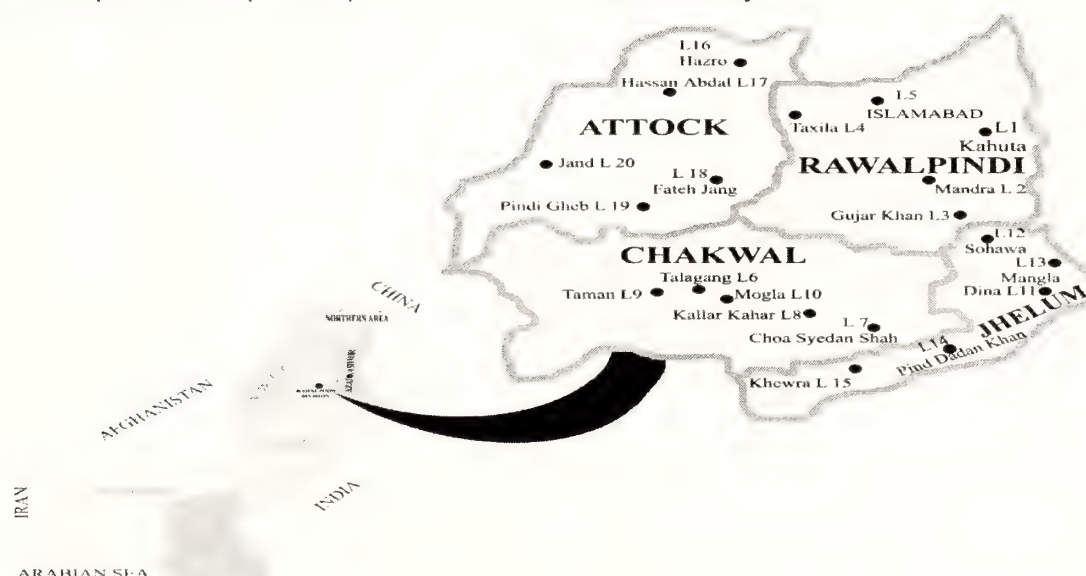 L16
Hazro
Hassan Abdal L17
L5
ISLAMABAD
Taxila L4
L1
Kahuta
ATTOCK
RAWALPINDI
Jand L 20
L 18
Fateh Jang
Mandra L 2
Pindi Gheb L 19
Gujar Khan L3
L12
Sohawa
CHAKWAL
L13
Mangla
Talagang L6
Dina L11
Taman L9
Mogla L10
JHELUM
Kallar Kahar L8
L 7
Choa Syedan Shah
L14
Pind Dadan Khan
Khewra L 15
CHINA
NORTHERN AREA
AFGHANISTAN
INDIA
IRAN
ARABIAN SEA